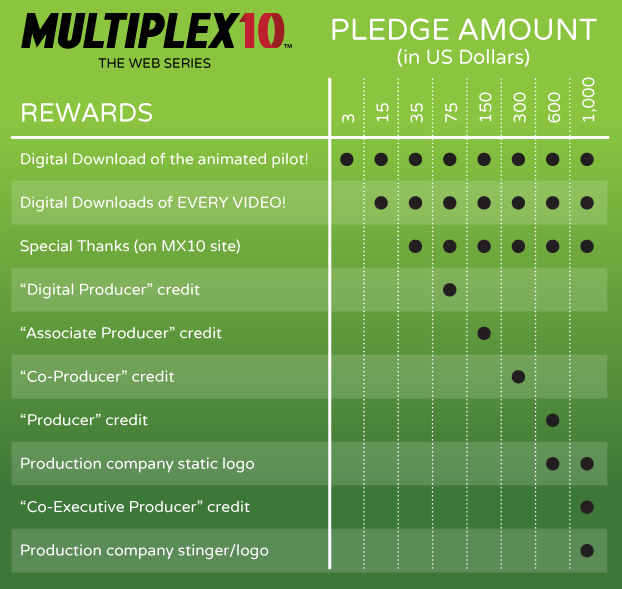 MULTIPLEX10™
THE WEB SERIES
PLEDGE AMOUNT
(in US Dollars)
REWARDS
3 15 35 75 150 300 600 1,000
Digital Download of the animated pilot!
Digital Downloads of EVERY VIDEO!
Special Thanks (on MX10 site)
“Digital Producer” credit
“Associate Producer” credit
“Co-Producer” credit
“Producer” credit
Production company static logo
“Co-Executive Producer” credit
Production company stinger/logo